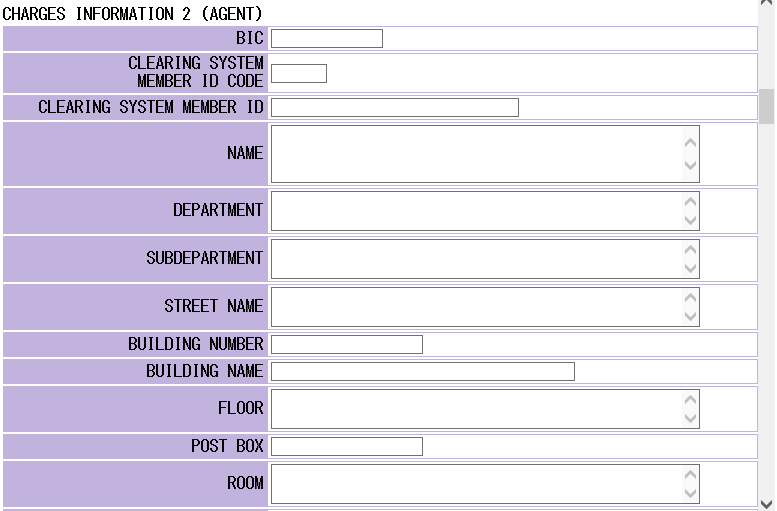 CHARGES INFORMATION 2 (AGENT)
BIC
CLEARING SYSTEM
MEMBER ID CODE
CLEARING SYSTEM MEMBER ID
NAME
DEPARTMENT
SUBDEPARTMENT
STREET NAME
BUILDING NUMBER
BUILDING NAME
FLOOR
POST BOX
ROOM